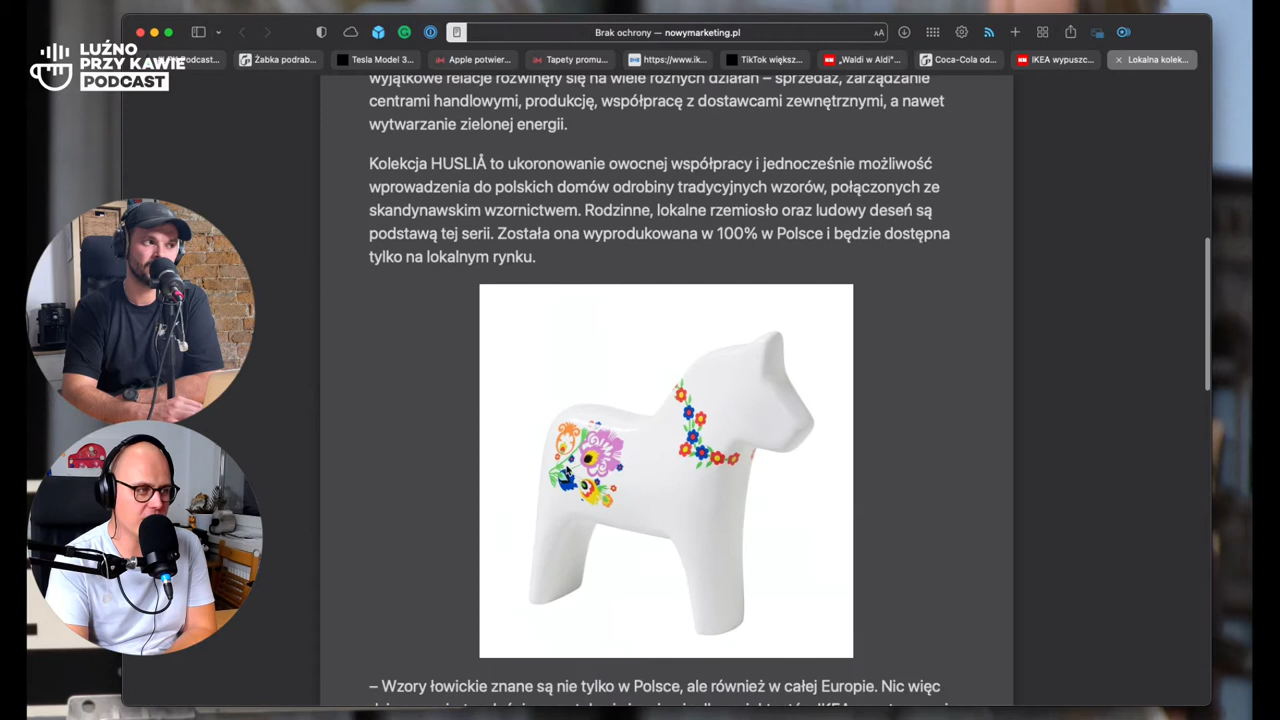 LUŹNO
PRZY KAWIE
PODCAST
Brak ochrony — nowymarketing.pl
Podcast...
Żabka podrab...
Tesla Model 3...
Apple potwier...
Tapety promu...
https://www.ik...
TikTok większ...
„Waldi w Aldi"...
Coca-Cola od...
IKEA wypuszc...
Lokalna kolek...
wyjątkowe relacje rozwinęły się na wiele różnych działań – sprzedaż, zarządzanie
centrami handlowymi, produkcję, współpracę z dostawcami zewnętrznymi, a nawet
wytwarzanie zielonej energii.
Kolekcja HUSLIÅ to ukoronowanie owocnej współpracy i jednocześnie możliwość
wprowadzenia do polskich domów odrobiny tradycyjnych wzorów, połączonych ze
skandynawskim wzornictwem. Rodzinne, lokalne rzemiosło oraz ludowy deseń są
podstawą tej serii. Została ona wyprodukowana w 100% w Polsce i będzie dostępna
tylko na lokalnym rynku.
– Wzory łowickie znane są nie tylko w Polsce, ale również w całej Europie. Nic więc